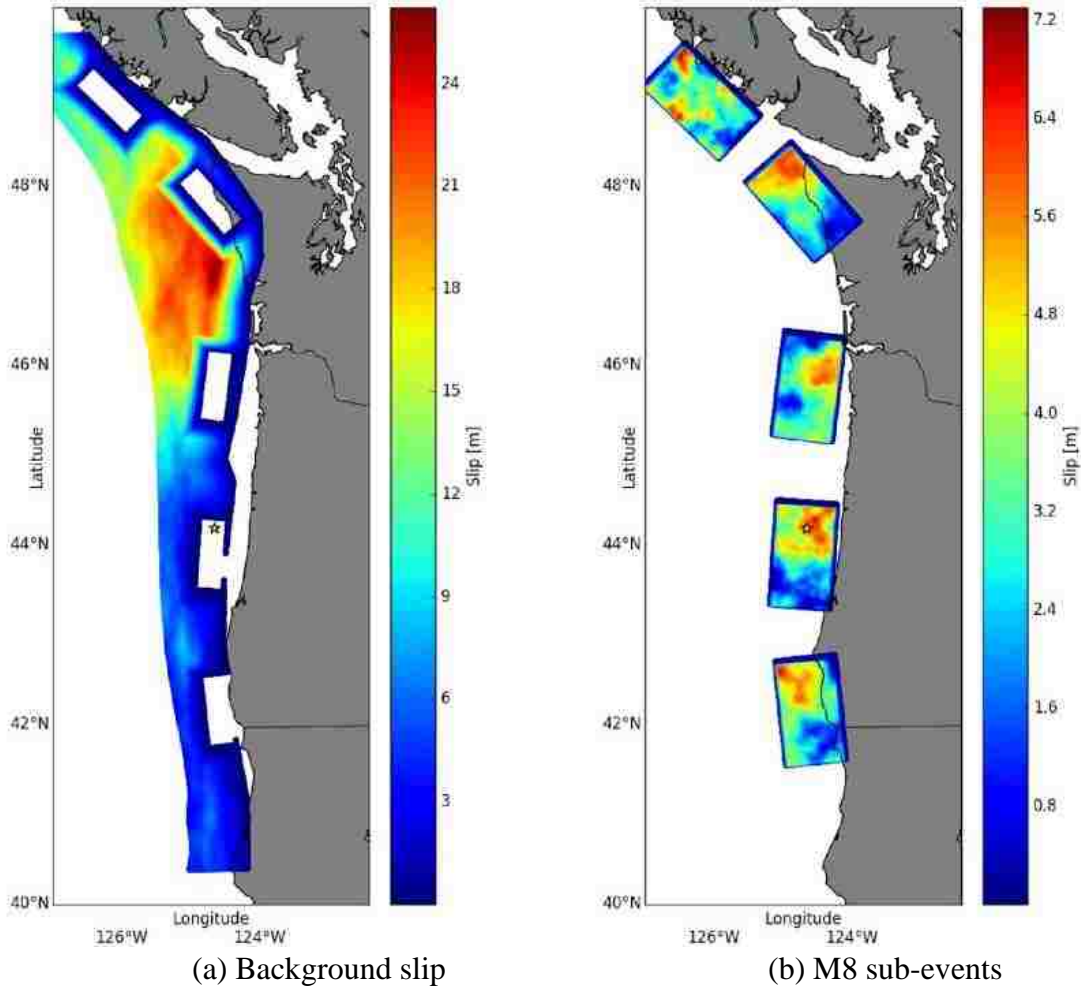 24
21
18
15
12
9
6
3
Slip [m]
48°N
46°N
44°N
42°N
40°N
Latitude
Longitude
126°W
124°W
7.2
6.4
5.6
4.8
4.0
3.2
2.4
1.6
0.8
Slip [m]
48°N
46°N
44°N
42°N
40°N
Latitude
Longitude
126°W
124°W
(a) Background slip
(b) M8 sub-events